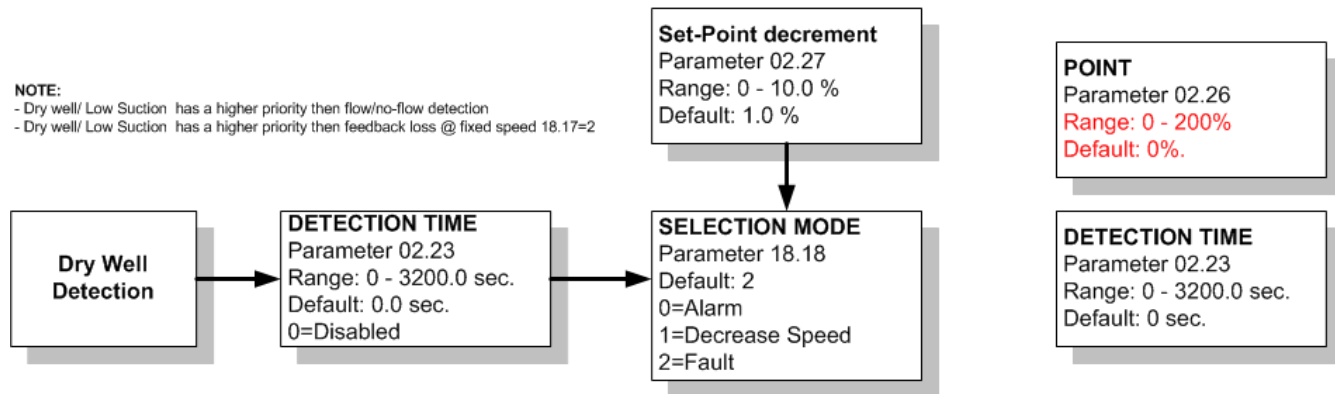 NOTE:
- Dry well/ Low Suction has a higher priority then flow/no-flow detection
- Dry well/ Low Suction has a higher priority then feedback loss @ fixed speed 18.17=2
Set-Point decrement
Parameter 02.27
Range: 0 - 10.0 %
Default: 1.0 %
POINT
Parameter 02.26
Range: 0 - 200%
Default: 0%.
Dry Well
Detection
DETECTION TIME
Parameter 02.23
Range: 0 - 3200.0 sec.
Default: 0.0 sec.
0=Disabled
SELECTION MODE
Parameter 18.18
Default: 2
0=Alarm
1=Decrease Speed
2=Fault
DETECTION TIME
Parameter 02.23
Range: 0 - 3200.0 sec.
Default: 0 sec.